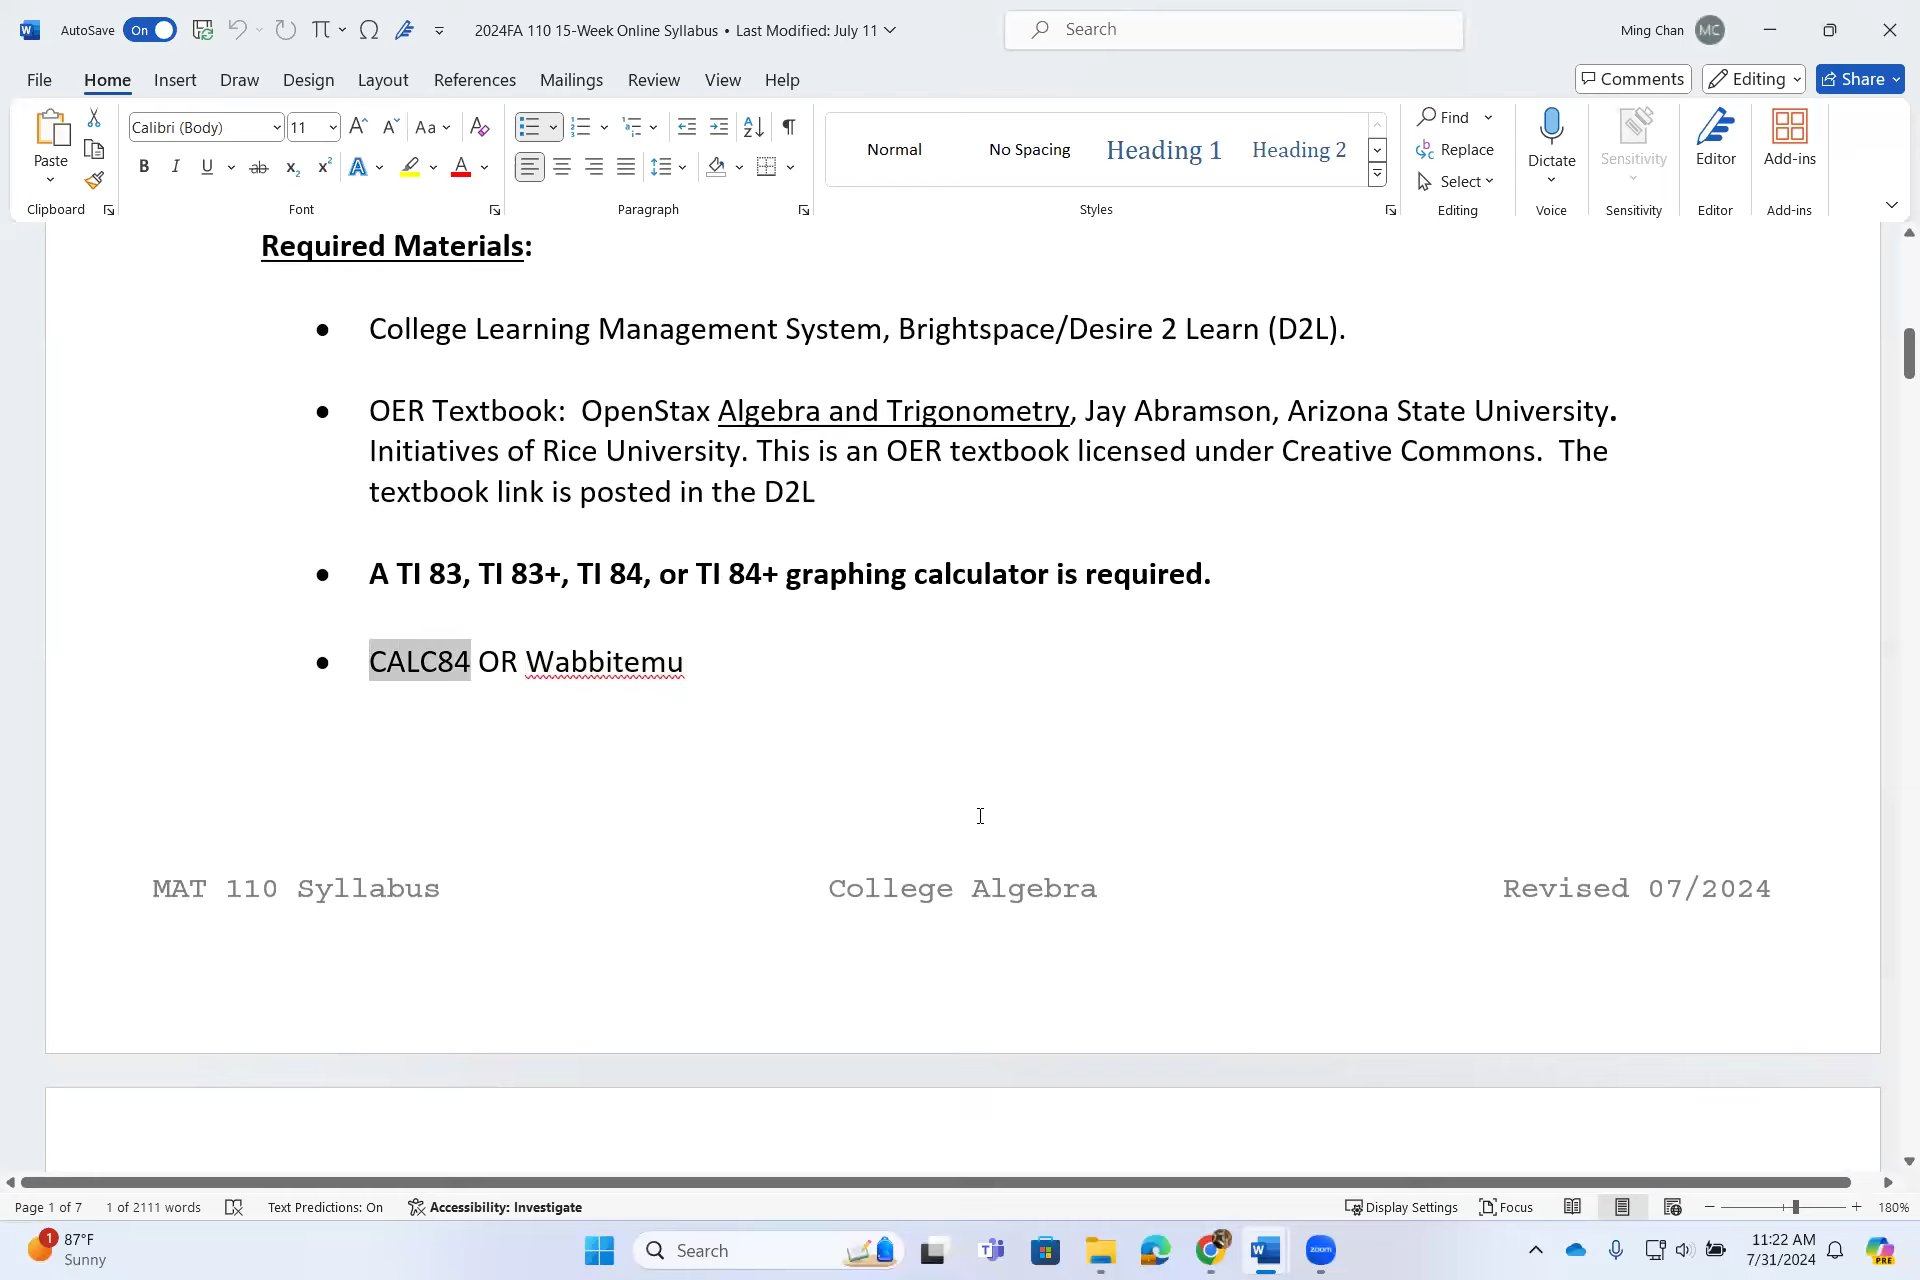 AutoSave On 2024FA 110 15-Week Online Syllabus • Last Modified: July 11 Search Ming Chan MC
File Home Insert Draw Design Layout References Mailings Review View Help Comments Editing Share
Paste Calibri (Body) 11 Aa Normal No Spacing Heading 1 Heading 2 Find Replace Select Dictate Sensitivity Editor Add-ins
Clipboard Font Paragraph Styles Editing Voice Sensitivity Editor Add-ins
Required Materials:
• College Learning Management System, Brightspace/Desire 2 Learn (D2L).
• OER Textbook: OpenStax Algebra and Trigonometry, Jay Abramson, Arizona State University.
Initiatives of Rice University. This is an OER textbook licensed under Creative Commons. The
textbook link is posted in the D2L
• A TI 83, TI 83+, TI 84, or TI 84+ graphing calculator is required.
• CALC84 OR Wabbitemu
MAT 110 Syllabus College Algebra Revised 07/2024
Page 1 of 7 1 of 2111 words Text Predictions: On Accessibility: Investigate Display Settings Focus 180%
1 87°F Sunny Search zoom 11:22 AM 7/31/2024 PRE